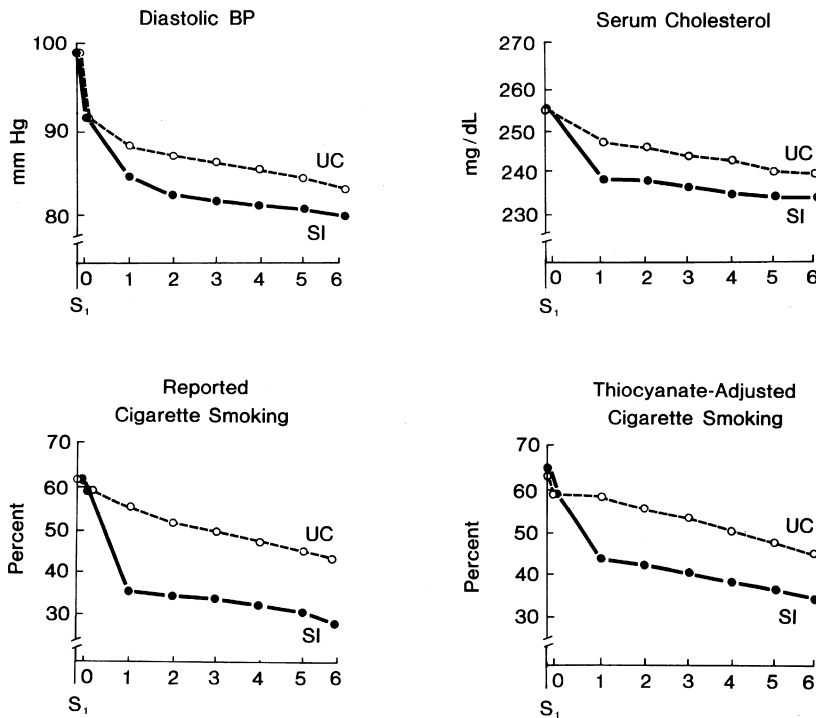 Diastolic BP
100
90
80
mm Hg
UC
SI
0 1 2 3 4 5 6
S₁
Serum Cholesterol
270
260
250
240
230
mg/dL
UC
SI
0 1 2 3 4 5 6
S₁
Reported
Cigarette Smoking
70
60
50
40
30
Percent
UC
SI
0 1 2 3 4 5 6
S₁
Thiocyanate-Adjusted
Cigarette Smoking
70
60
50
40
30
Percent
UC
SI
0 1 2 3 4 5 6
S₁